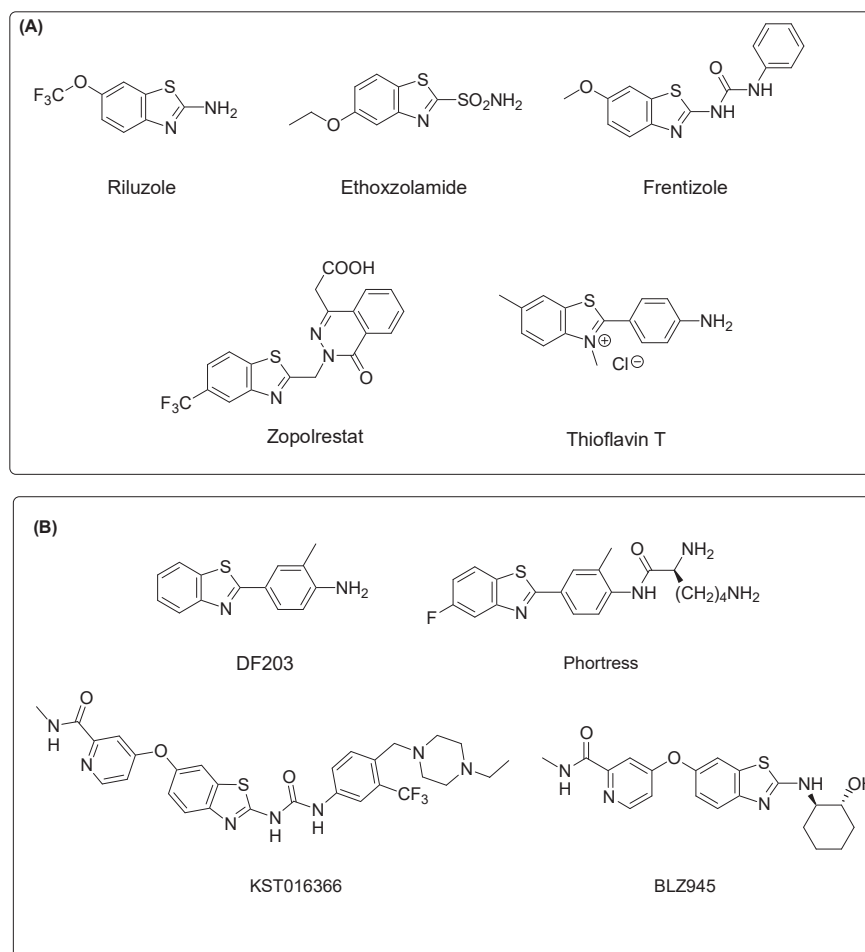 (A)
F3C
O
S
N
NH2
Riluzole
O
S
N
SO2NH2
Ethoxzolamide
O
S
N
NH
O
NH
Frentizole
COOH
N
N
O
S
N
F3C
Zopolrestat
S
N
NH2
Cl
Thioflavin T
(B)
S
N
NH2
DF203
F
S
N
O
NH
NH2
(CH2)4NH2
Phortress
O
N
H
N
O
S
N
N
H
O
N
H
CF3
N
N
KST016366
O
N
H
N
O
S
N
NH
OH
BLZ945